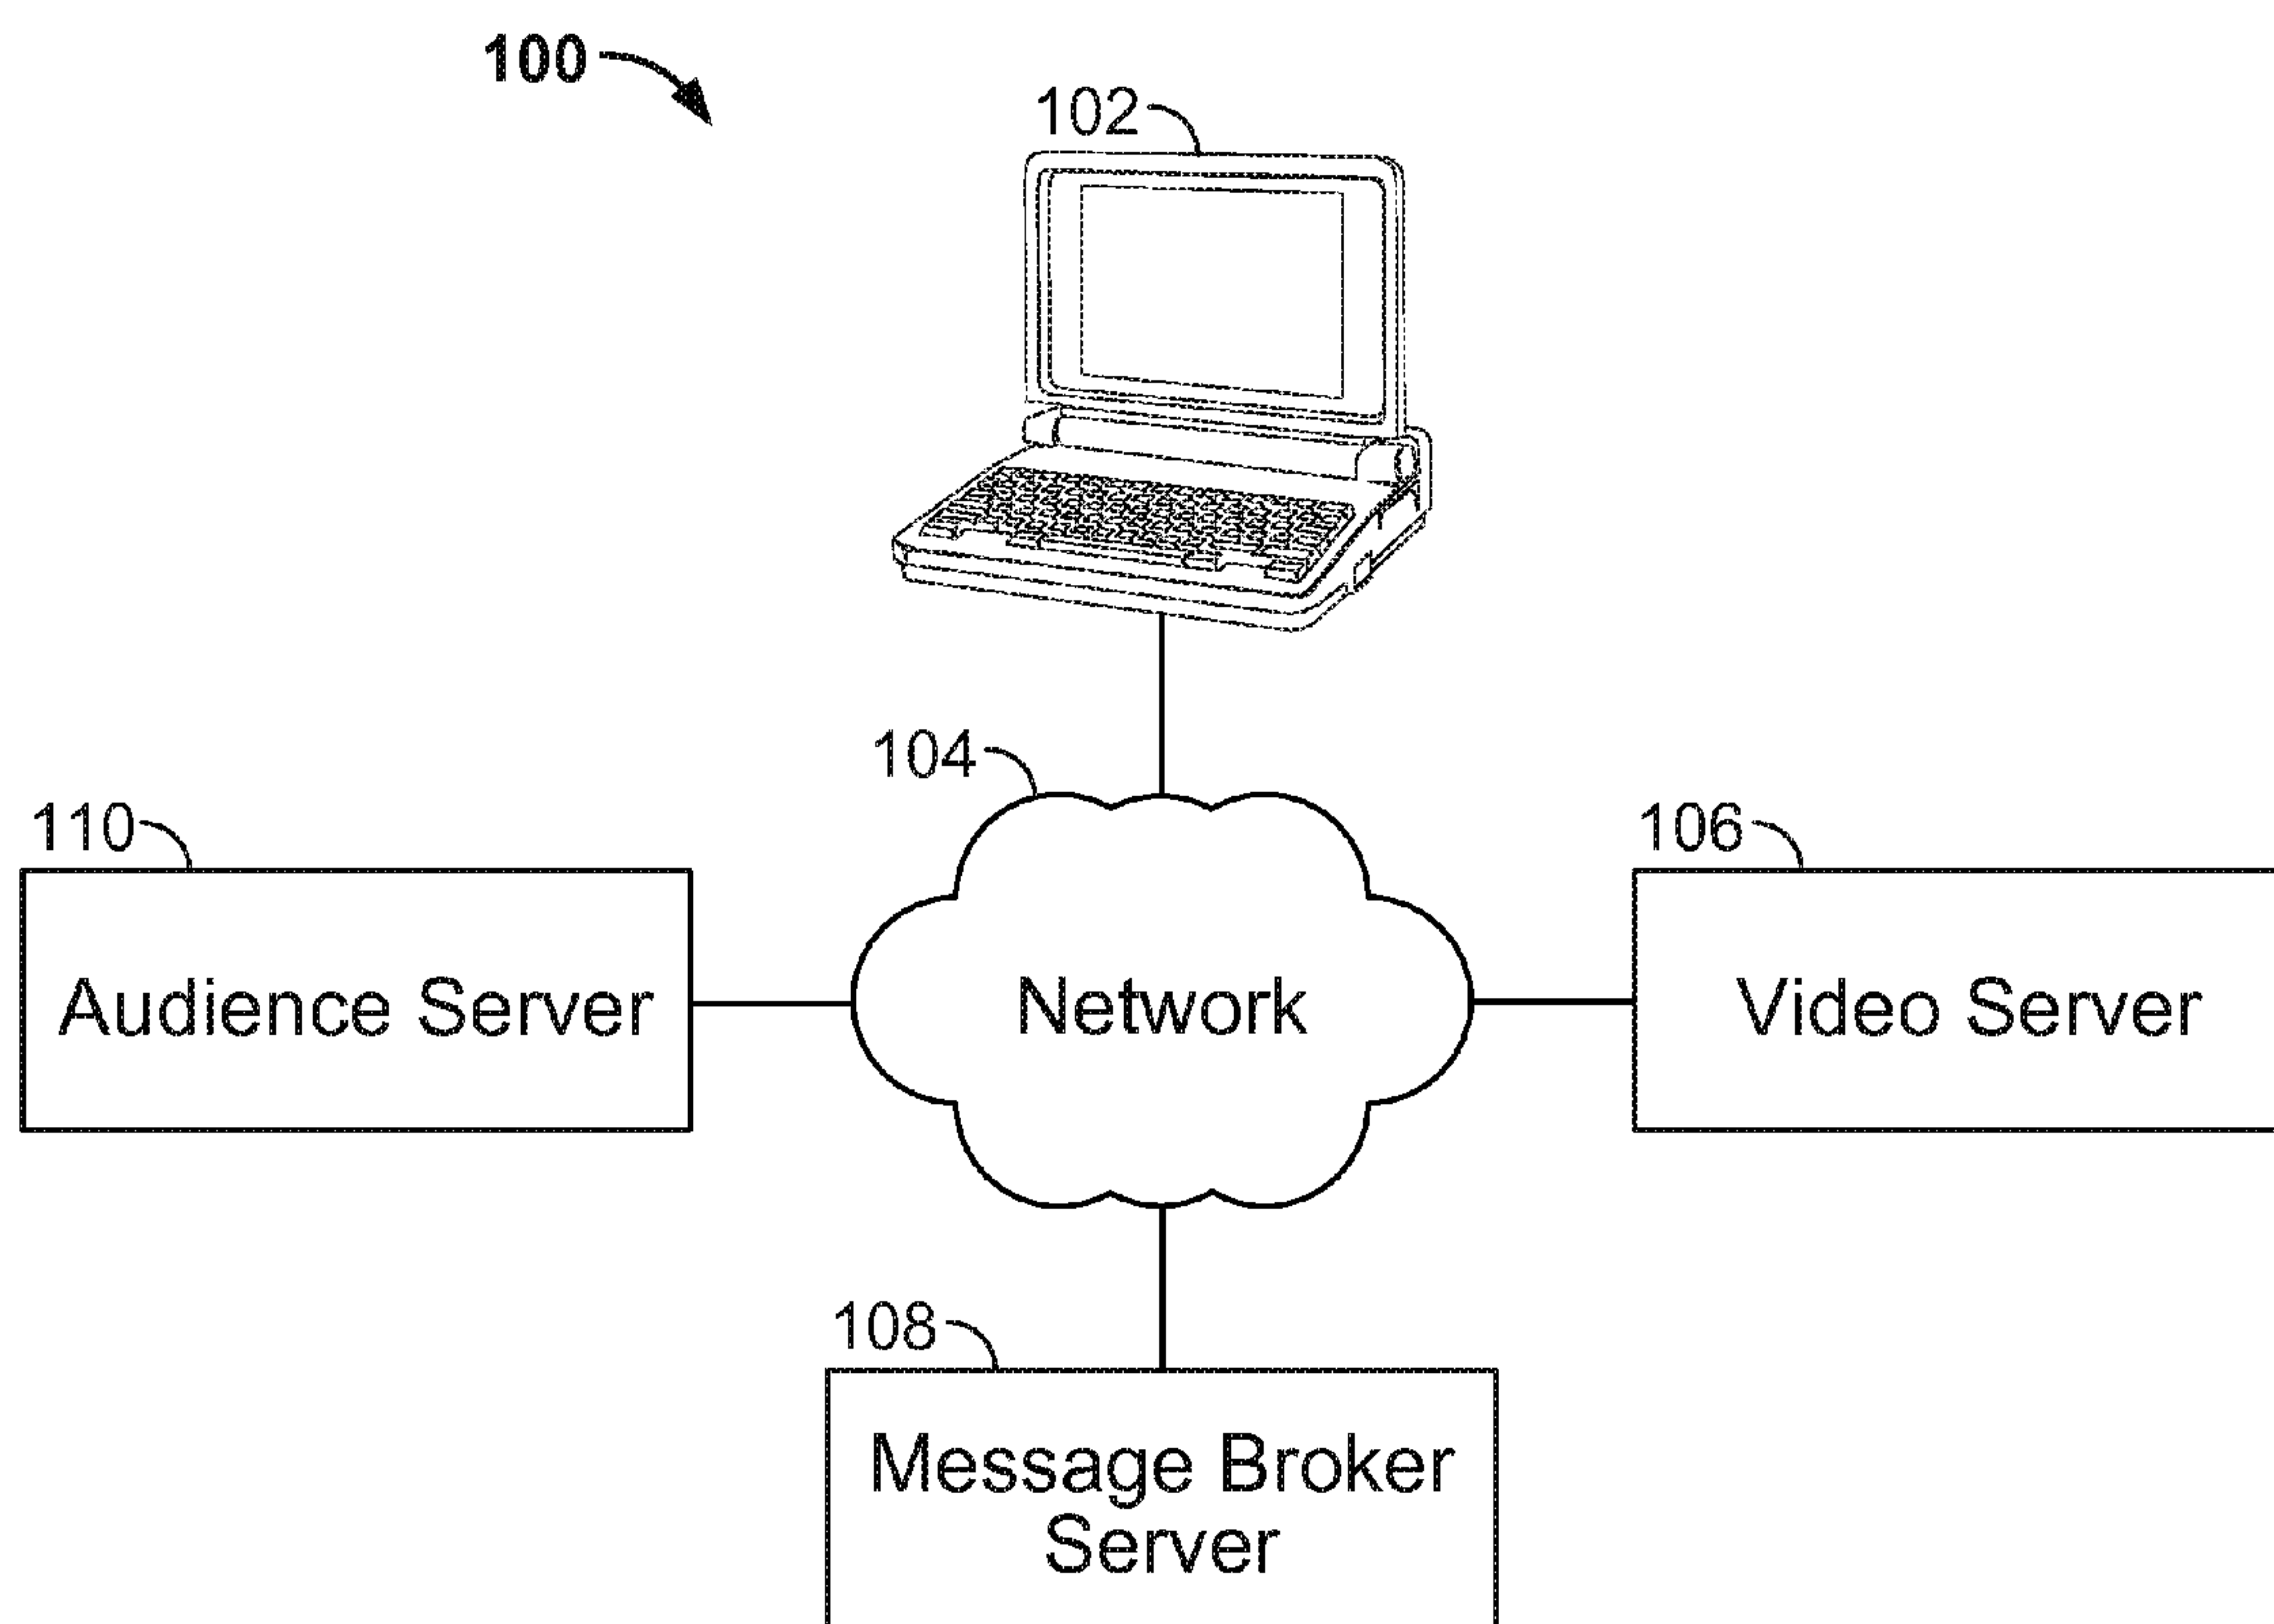 100
102
104
110
106
Audience Server
Network
Video Server
108
Message Broker
Server